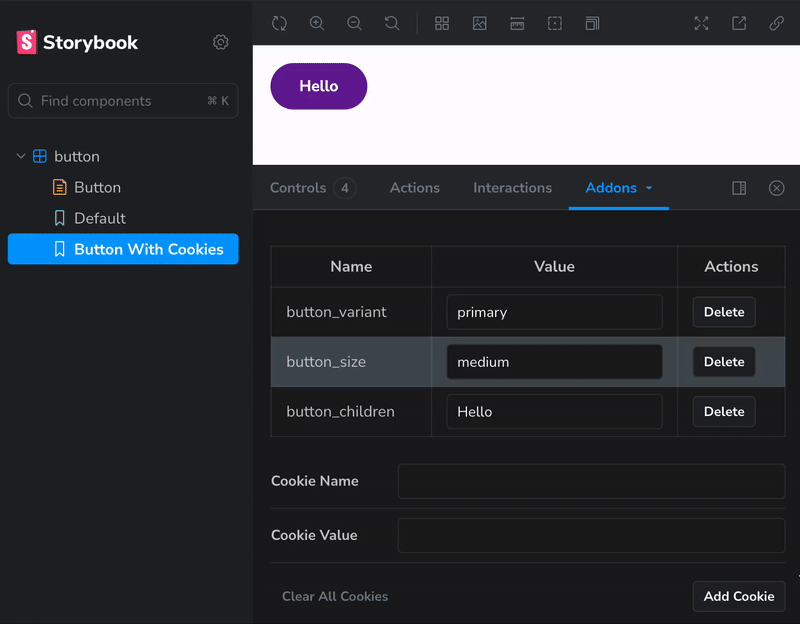 Storybook
Find components ⌘ K
button
Button
Default
Button With Cookies
Hello
Controls 4 Actions Interactions Addons
Name Value Actions
button_variant primary Delete
button_size medium Delete
button_children Hello Delete
Cookie Name
Cookie Value
Clear All Cookies Add Cookie